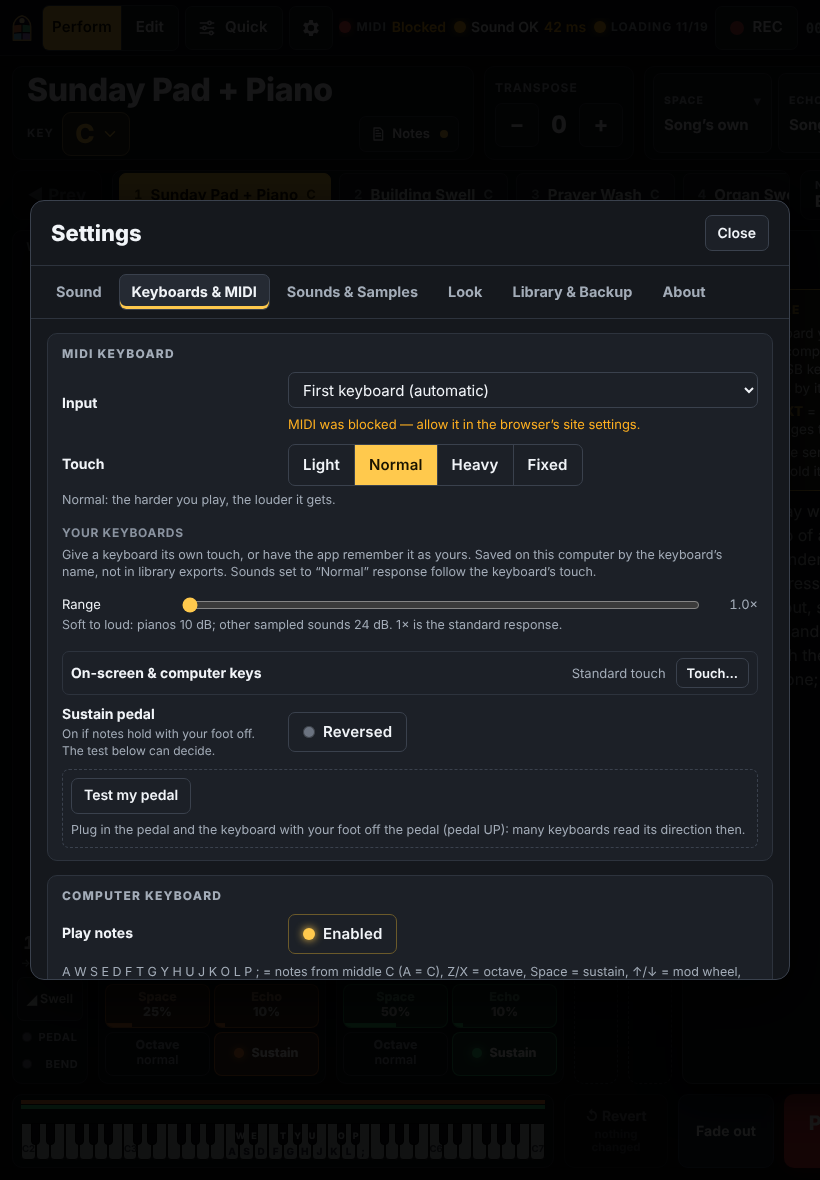 Perform
Edit
Quick
MIDI Blocked
Sound OK 42 ms
LOADING 11/19
REC
Sunday Pad + Piano
KEY
C
Notes
TRANSPOSE
− 0 +
SPACE
Song’s own
ECHO
Prev
1 Sunday Pad + Piano C
2 Building Swell C
3 Prayer Wash C
4 Organ Swe
Settings
Close
Sound
Keyboards & MIDI
Sounds & Samples
Look
Library & Backup
About
MIDI KEYBOARD
Input
First keyboard (automatic)
MIDI was blocked — allow it in the browser’s site settings.
Touch
Light
Normal
Heavy
Fixed
Normal: the harder you play, the louder it gets.
YOUR KEYBOARDS
Give a keyboard its own touch, or have the app remember it as yours. Saved on this computer by the keyboard’s
name, not in library exports. Sounds set to “Normal” response follow the keyboard’s touch.
Range
1.0×
Soft to loud: pianos 10 dB; other sampled sounds 24 dB. 1× is the standard response.
On-screen & computer keys
Standard touch
Touch...
Sustain pedal
On if notes hold with your foot off.
The test below can decide.
Reversed
Test my pedal
Plug in the pedal and the keyboard with your foot off the pedal (pedal UP): many keyboards read its direction then.
COMPUTER KEYBOARD
Play notes
Enabled
A W S E D F T G Y H U J K O L P ; = notes from middle C (A = C), Z/X = octave, Space = sustain, ↑/↓ = mod wheel,
Swell
Space
25%
Echo
10%
Space
50%
Echo
10%
PEDAL
BEND
Octave
normal
Sustain
Octave
normal
Sustain
Revert
Fade out